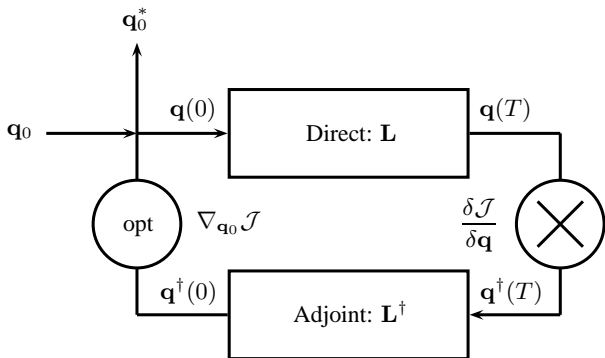 q₀*
q(0)
q(T)
q₀
Direct: L
opt
∇q₀ 𝒥
δ𝒥
δq
q†(0)
q†(T)
Adjoint: L†